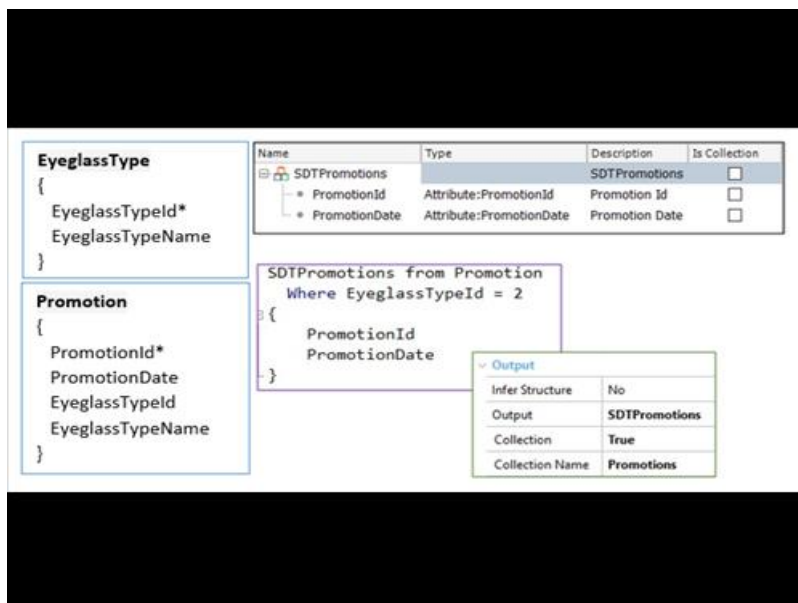 EyeglassType
{
EyeglassTypeId*
EyeglassTypeName
}
Promotion
{
PromotionId*
PromotionDate
EyeglassTypeId
EyeglassTypeName
}
Name Type Description Is Collection
SDTPromotions SDTPromotions
PromotionId Attribute:PromotionId Promotion Id
PromotionDate Attribute:PromotionDate Promotion Date
SDTPromotions from Promotion
Where EyeglassTypeId = 2
{
PromotionId
PromotionDate
}
Output
Infer Structure No
Output SDTPromotions
Collection True
Collection Name Promotions